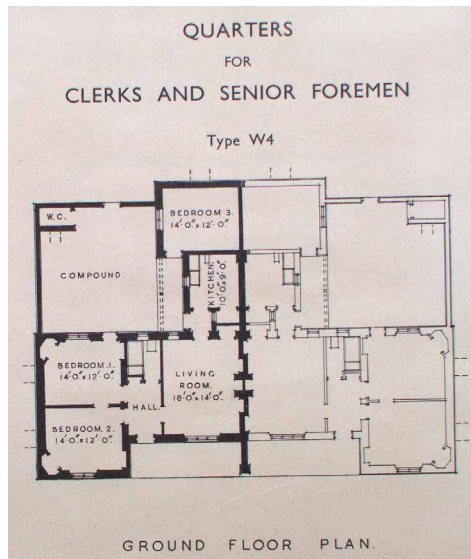 QUARTERS
FOR
CLERKS AND SENIOR FOREMEN
Type W4
W.C.
BEDROOM 3.
14'·0" x 12'·0"
COMPOUND.
KITCHEN
10'·0" x 9'·0"
BEDROOM.1.
14'·0" x 12'·0"
LIVING
ROOM.
18'·0" x 14'·0"
HALL.
BEDROOM.2.
14'·0" x 12'·0"
GROUND FLOOR PLAN.